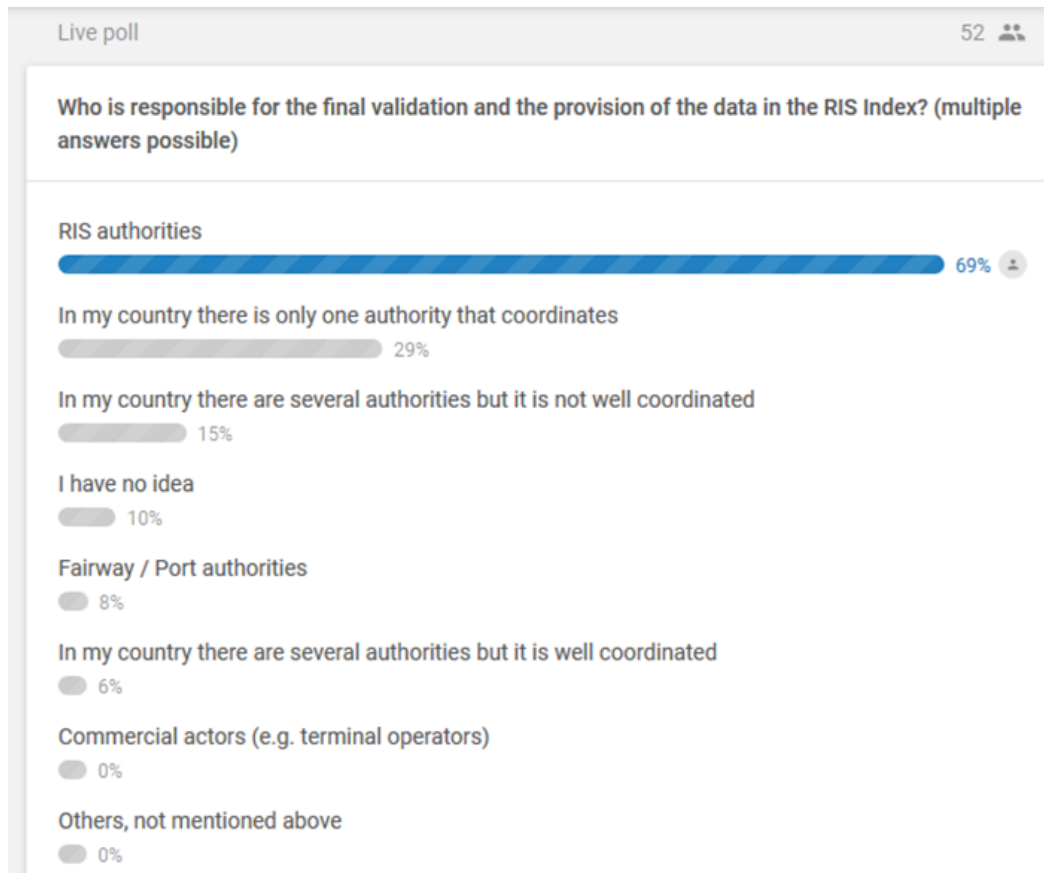 Live poll
52
Who is responsible for the final validation and the provision of the data in the RIS Index? (multiple
answers possible)
RIS authorities
69%
In my country there is only one authority that coordinates
29%
In my country there are several authorities but it is not well coordinated
15%
I have no idea
10%
Fairway / Port authorities
8%
In my country there are several authorities but it is well coordinated
6%
Commercial actors (e.g. terminal operators)
0%
Others, not mentioned above
0%